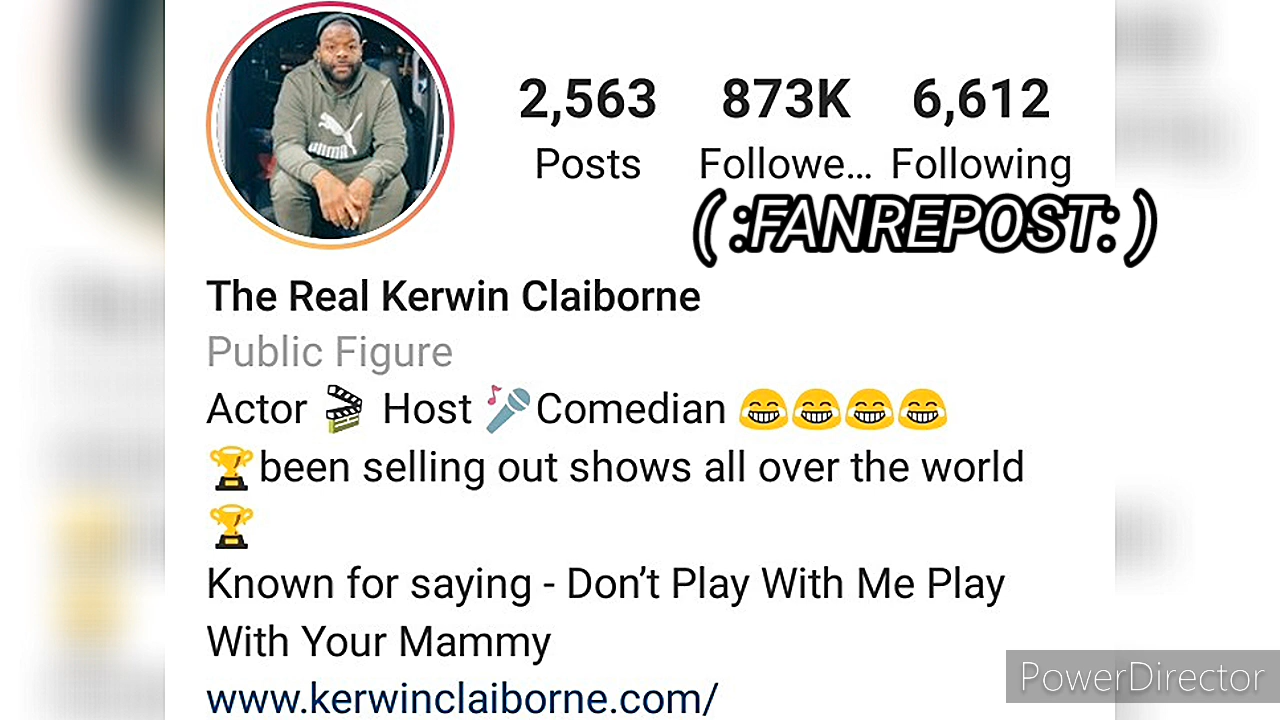 2,563 873K 6,612
Posts Followe... Following
( :FANREPOST: )
The Real Kerwin Claiborne
Public Figure
Actor 🎬 Host 🎤Comedian 😂😂😂😂
🏆been selling out shows all over the world
🏆
Known for saying - Don’t Play With Me Play
With Your Mammy
www.kerwinclaiborne.com/
PowerDirector